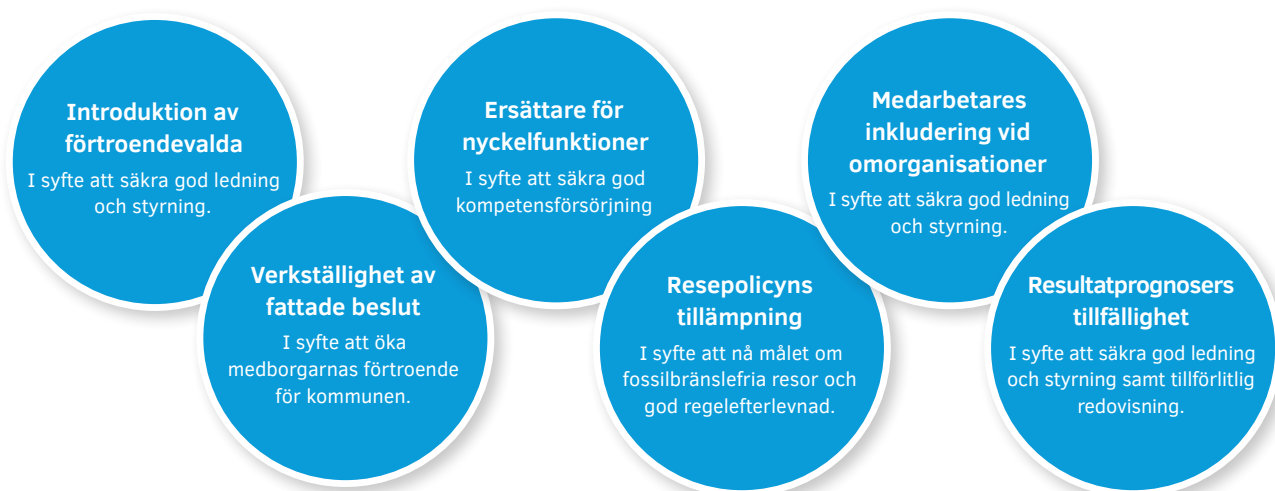 Introduktion av
förtroendevalda
I syfte att säkra god ledning
och styrning.
Verkställighet av
fattade beslut
I syfte att öka
medborgarnas förtroende
för kommunen.
Ersättare för
nyckelfunktioner
I syfte att säkra god
kompetensförsörjning
Resepolicyns
tillämpning
I syfte att nå målet om
fossilbränslefria resor och
god regelefterlevnad.
Medarbetares
inkludering vid
omorganisationer
I syfte att säkra god ledning
och styrning.
Resultatprognosers
tillfällighet
I syfte att säkra god ledning
och styrning samt tillförlitlig
redovisning.